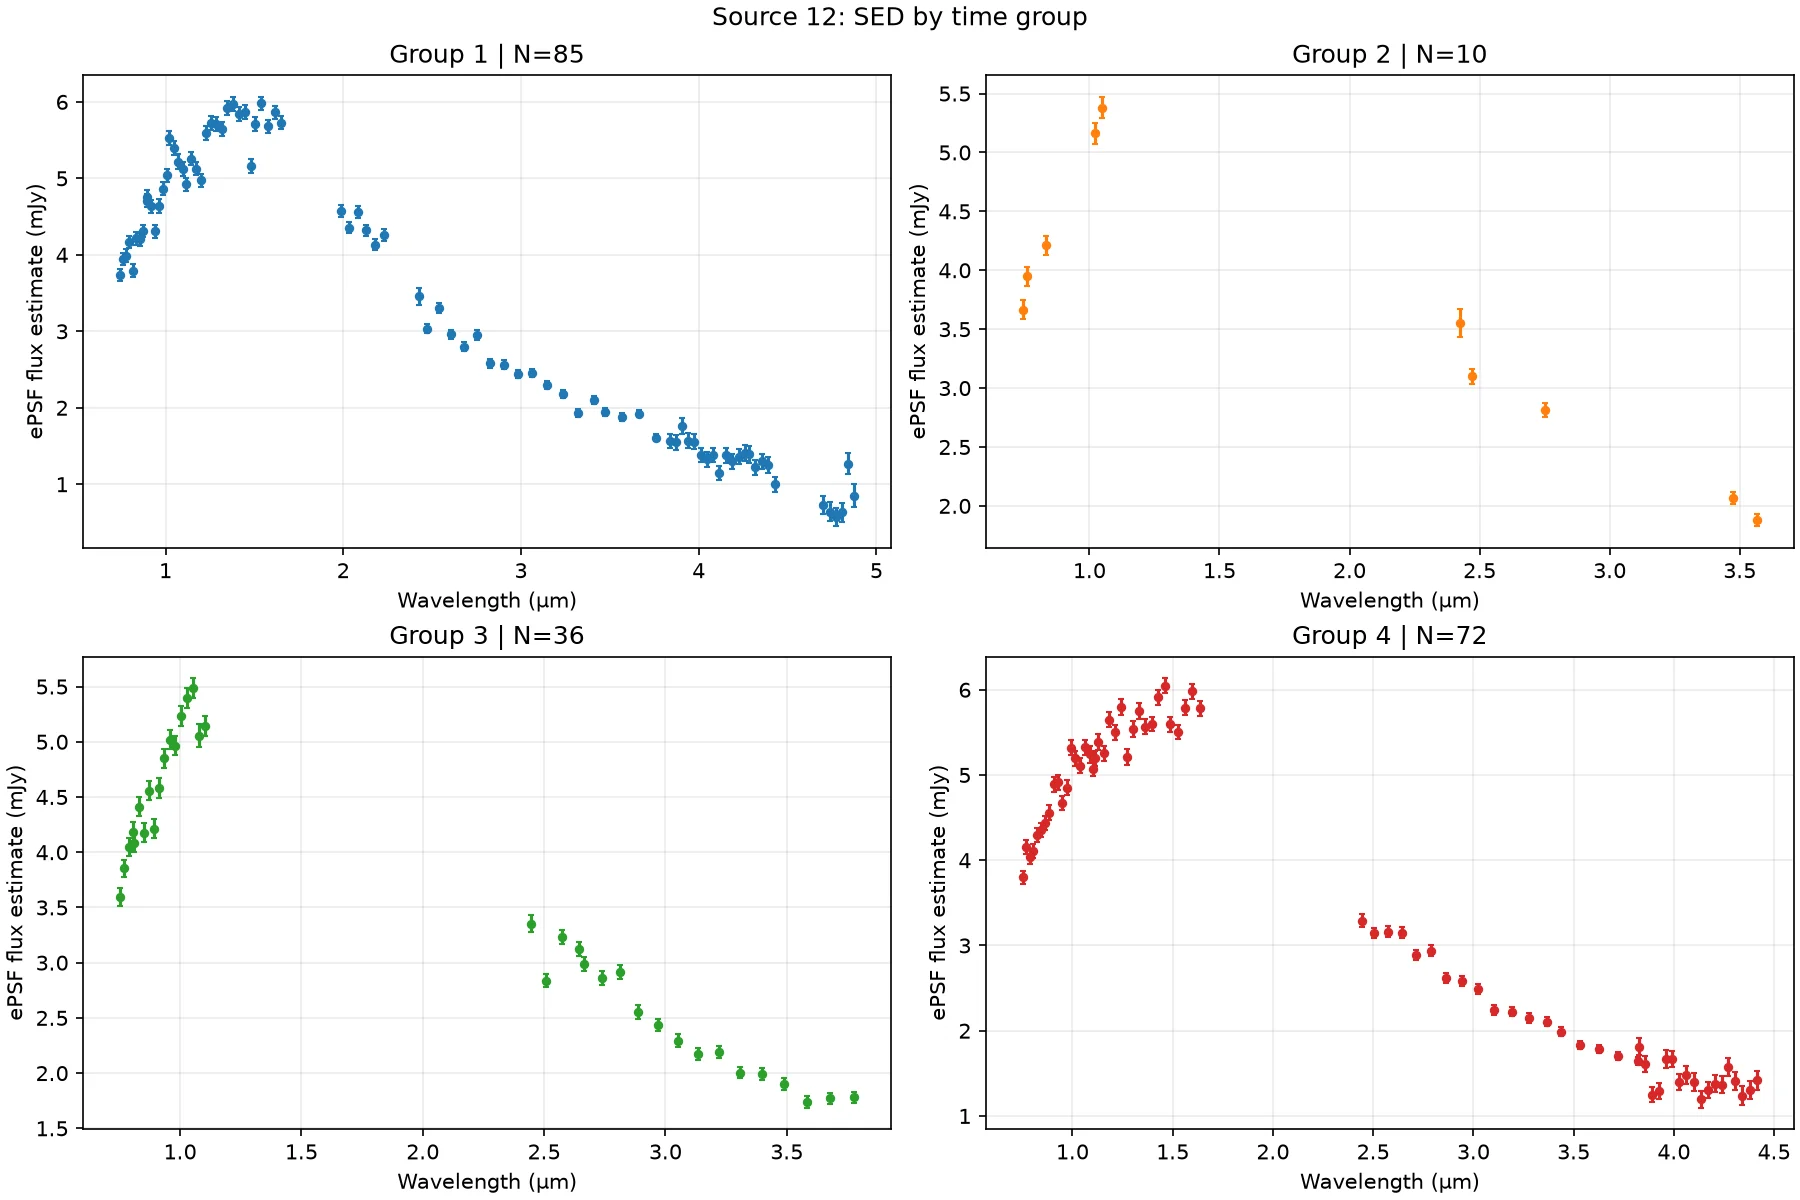 Source 12: SED by time group
Group 1 | N=85
6
5
4
3
2
1
ePSF flux estimate (mJy)
1 2 3 4 5
Wavelength (μm)
Group 2 | N=10
5.5
5.0
4.5
4.0
3.5
3.0
2.5
2.0
ePSF flux estimate (mJy)
1.0 1.5 2.0 2.5 3.0 3.5
Wavelength (μm)
Group 3 | N=36
5.5
5.0
4.5
4.0
3.5
3.0
2.5
2.0
1.5
ePSF flux estimate (mJy)
1.0 1.5 2.0 2.5 3.0 3.5
Wavelength (μm)
Group 4 | N=72
6
5
4
3
2
1
ePSF flux estimate (mJy)
1.0 1.5 2.0 2.5 3.0 3.5 4.0 4.5
Wavelength (μm)